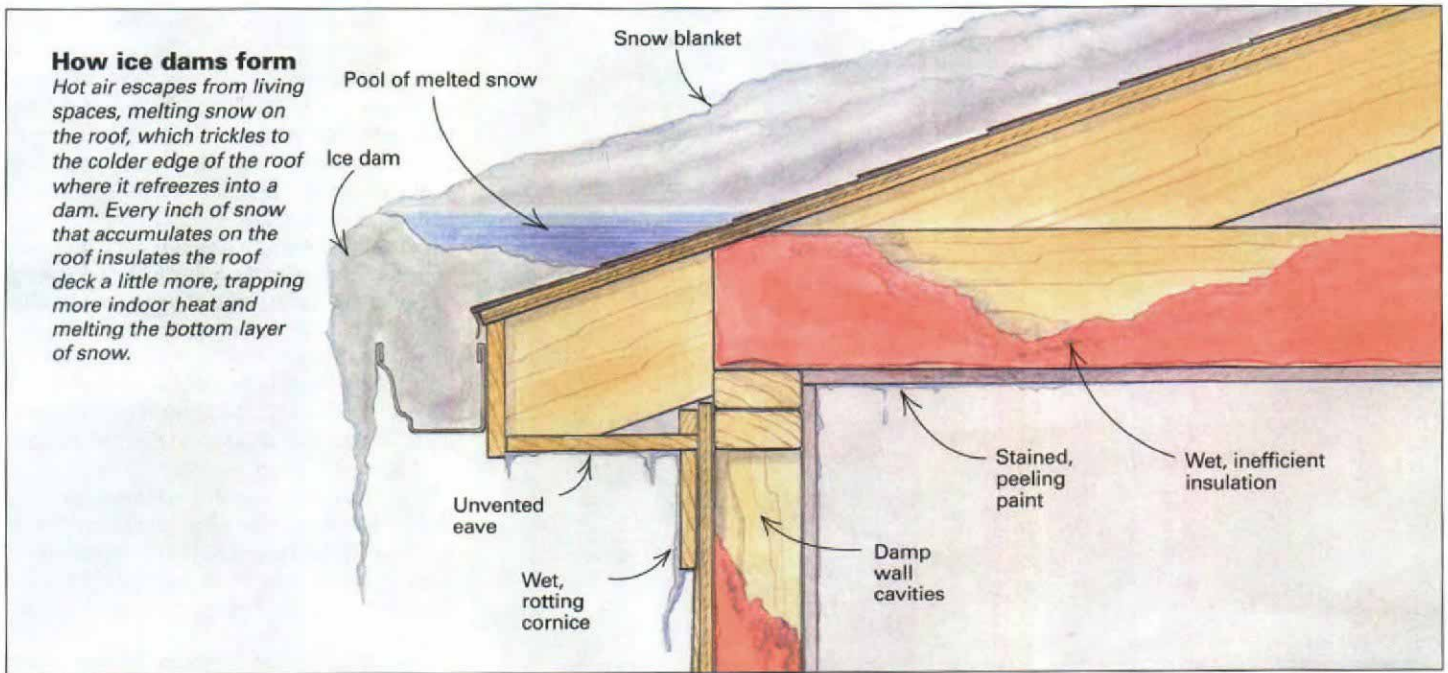 How ice dams form
Hot air escapes from living
spaces, melting snow on
the roof, which trickles to
the colder edge of the roof
where it refreezes into a
dam. Every inch of snow
that accumulates on the
roof insulates the roof
deck a little more, trapping
more indoor heat and
melting the bottom layer
of snow.
Snow blanket
Pool of melted snow
Ice dam
Unvented
eave
Wet,
rotting
cornice
Damp
wall
cavities
Stained,
peeling
paint
Wet, inefficient
insulation